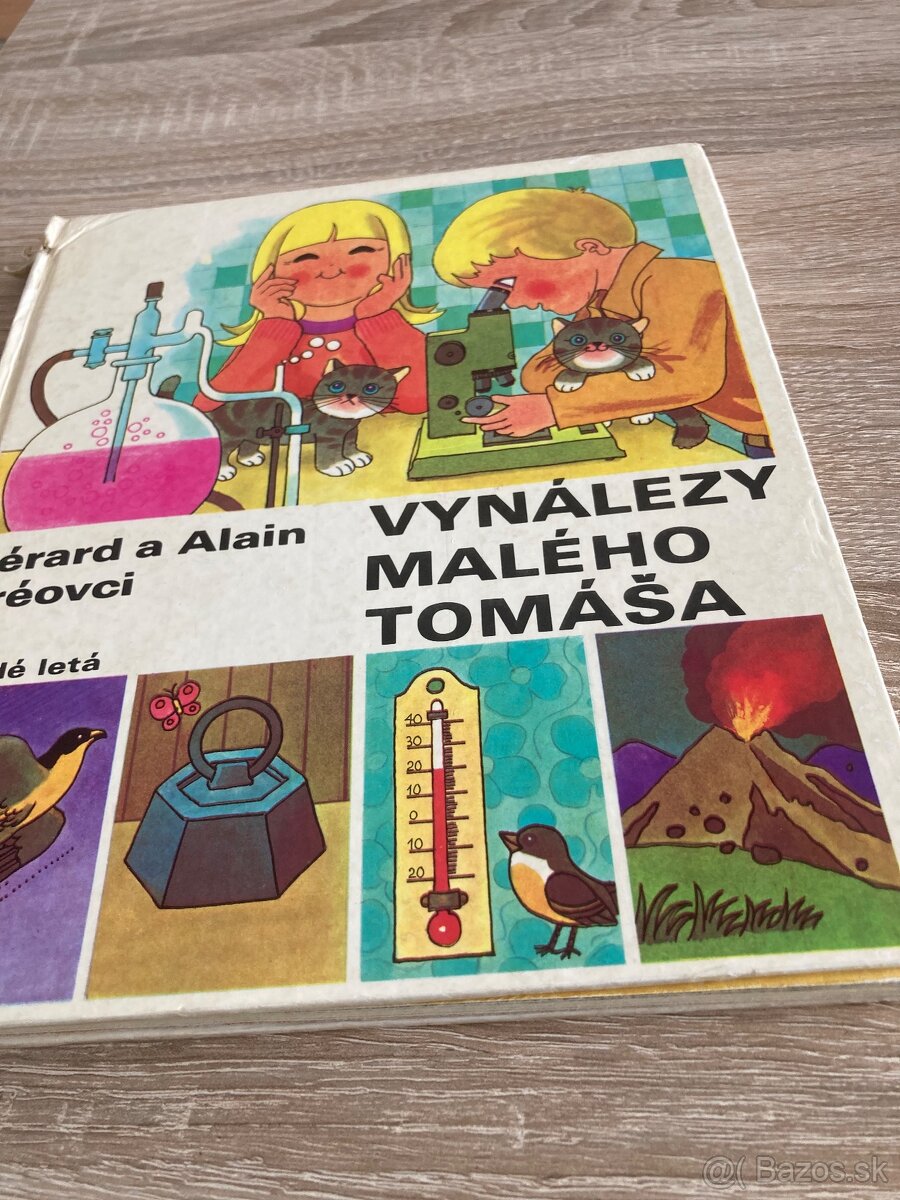 érard a Alain
réovci
VYNÁLEZY
MALÉHO
TOMÁŠA
dé letá
40
30
20
10
0
10
20
@( Bazos.sk